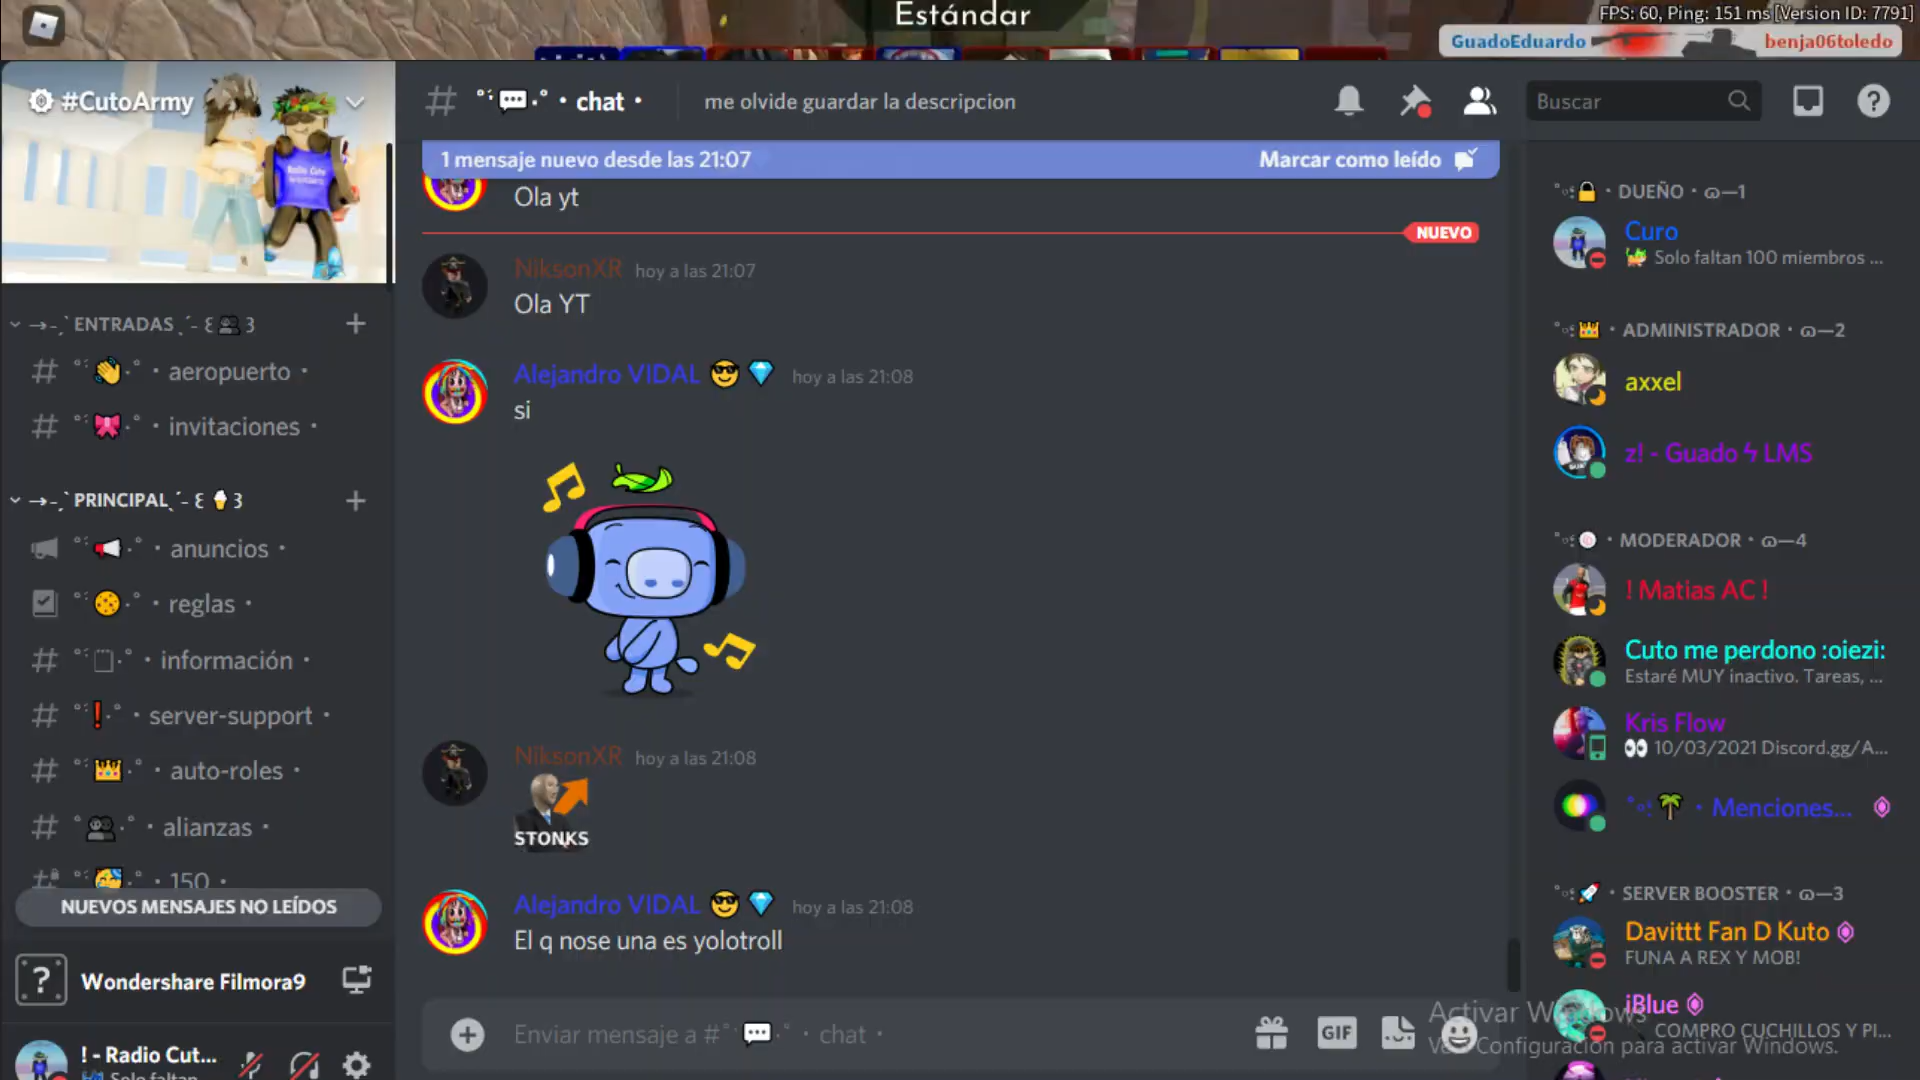 Estándar
FPS: 60, Ping: 151 ms [Version ID: 7791]
GuadoEduardo
benja06toledo
#CutoArmy
Radio Cuto
chat
me olvide guardar la descripcion
Buscar
1 mensaje nuevo desde las 21:07
Marcar como leído
Ola yt
NUEVO
NiksonXR hoy a las 21:07
Ola YT
Alejandro VIDAL 😎 💎 hoy a las 21:08
si
NiksonXR hoy a las 21:08
STONKS
Alejandro VIDAL 😎 💎 hoy a las 21:08
El q nose una es yolotroll
Enviar mensaje a #°´💬·° • chat •
GIF
ENTRADAS
# °´👋·° • aeropuerto •
# °´🎀·° • invitaciones •
PRINCIPAL
°´📢·° • anuncios •
°´🍪·° • reglas •
# • información •
# °´❗·° • server-support •
# °´👑·° • auto-roles •
# °´👥·° • alianzas •
• 150 •
NUEVOS MENSAJES NO LEÍDOS
? Wondershare Filmora9
! - Radio Cut...
Solo faltan
DUEÑO • ɷ—1
Curo
Solo faltan 100 miembros ...
ADMINISTRADOR • ɷ—2
axxel
z! - Guado ϟ LMS
MODERADOR • ɷ—4
! Matias AC !
Cuto me perdono :oiezi:
Estaré MUY inactivo. Tareas, ...
Kris Flow
👀 10/03/2021 Discord.gg/A...
°•:🌴 • Menciones...
SERVER BOOSTER • ɷ—3
Davittt Fan D Kuto
FUNA A REX Y MOB!
iBlue
COMPRO CUCHILLOS Y PI...
Activar Windows
Ve a Configuración para activar Windows.